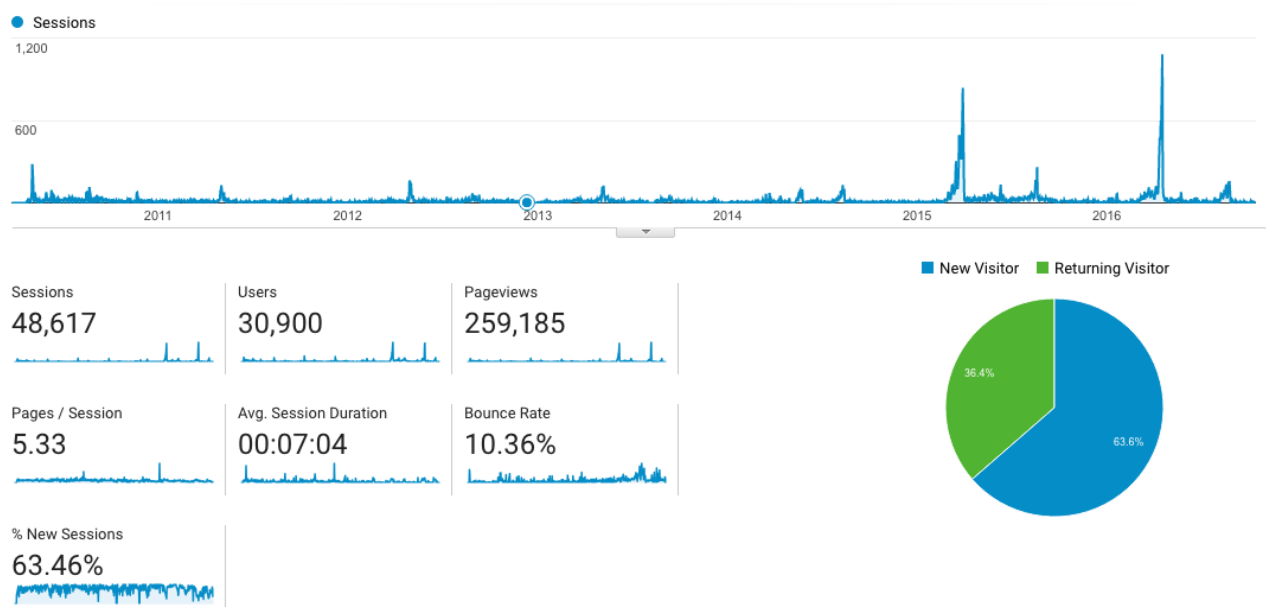 Sessions
1,200
600
2011 2012 2013 2014 2015 2016
New Visitor Returning Visitor
Sessions Users Pageviews
48,617 30,900 259,185
36.4%
63.6%
Pages / Session Avg. Session Duration Bounce Rate
5.33 00:07:04 10.36%
% New Sessions
63.46%